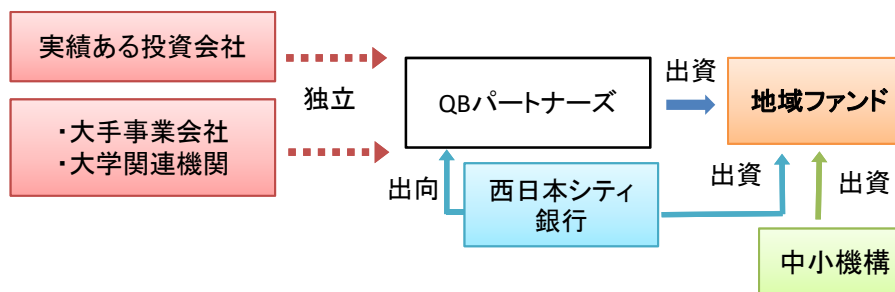 実績ある投資会社
・大手事業会社
・大学関連機関
独立
QBパートナーズ
出資
地域ファンド
出向
西日本シティ
銀行
出資
出資
中小機構